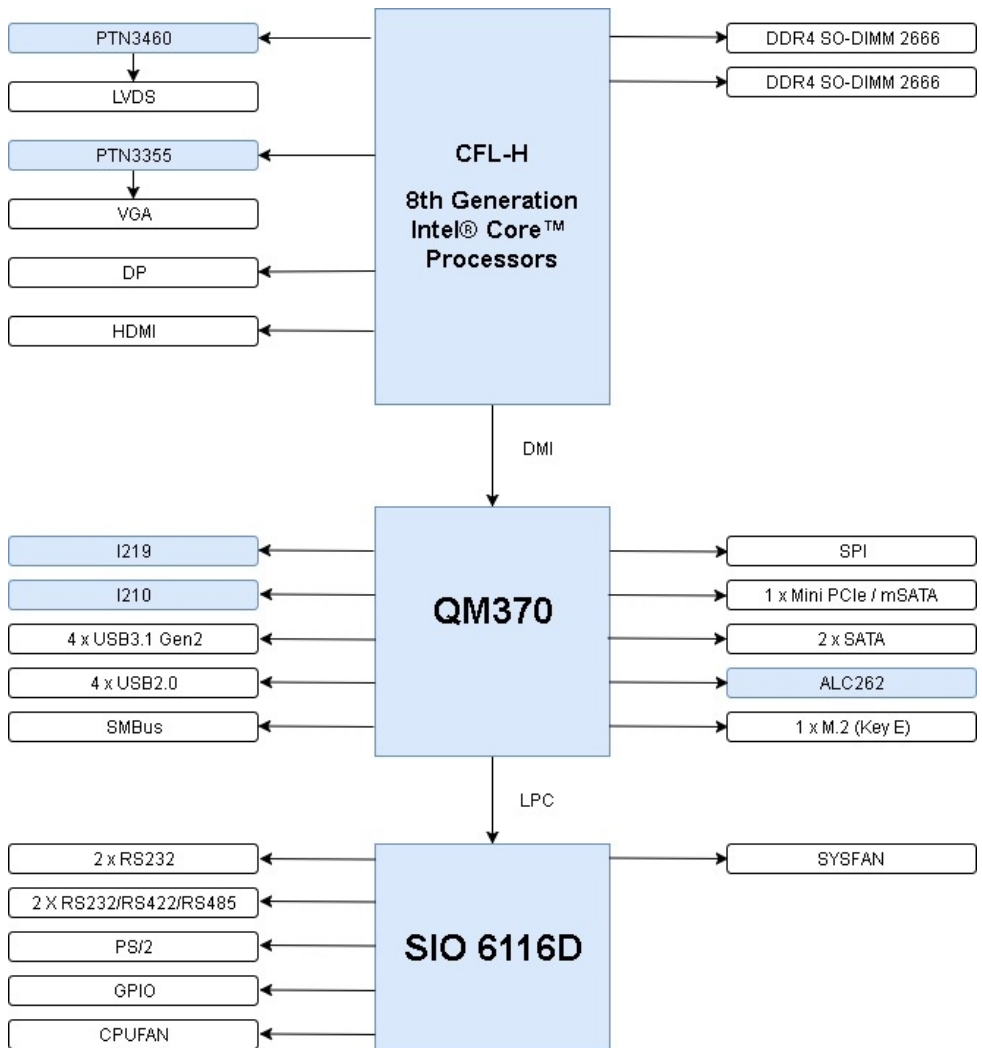 PTN3460
LVDS
PTN3355
VGA
DP
HDMI
CFL-H
8th Generation
Intel® Core™
Processors
DDR4 SO-DIMM 2666
DDR4 SO-DIMM 2666
DMI
I219
I210
4 x USB3.1 Gen2
4 x USB2.0
SMBus
QM370
SPI
1 x Mini PCIe / mSATA
2 x SATA
ALC262
1 x M.2 (Key E)
LPC
2 x RS232
2 X RS232/RS422/RS485
PS/2
GPIO
CPUFAN
SIO 6116D
SYSFAN